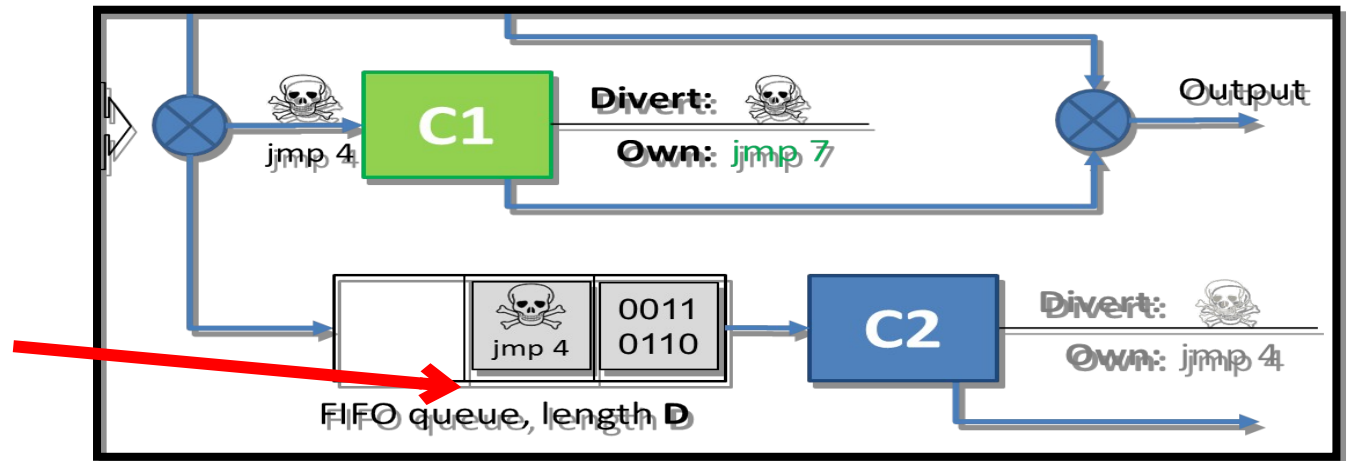 Output
jmp 4
C1
Divert:
Own: jmp 7
jmp 4
0011
0110
C2
Divert:
Own: jmp 4
FIFO queue, length D